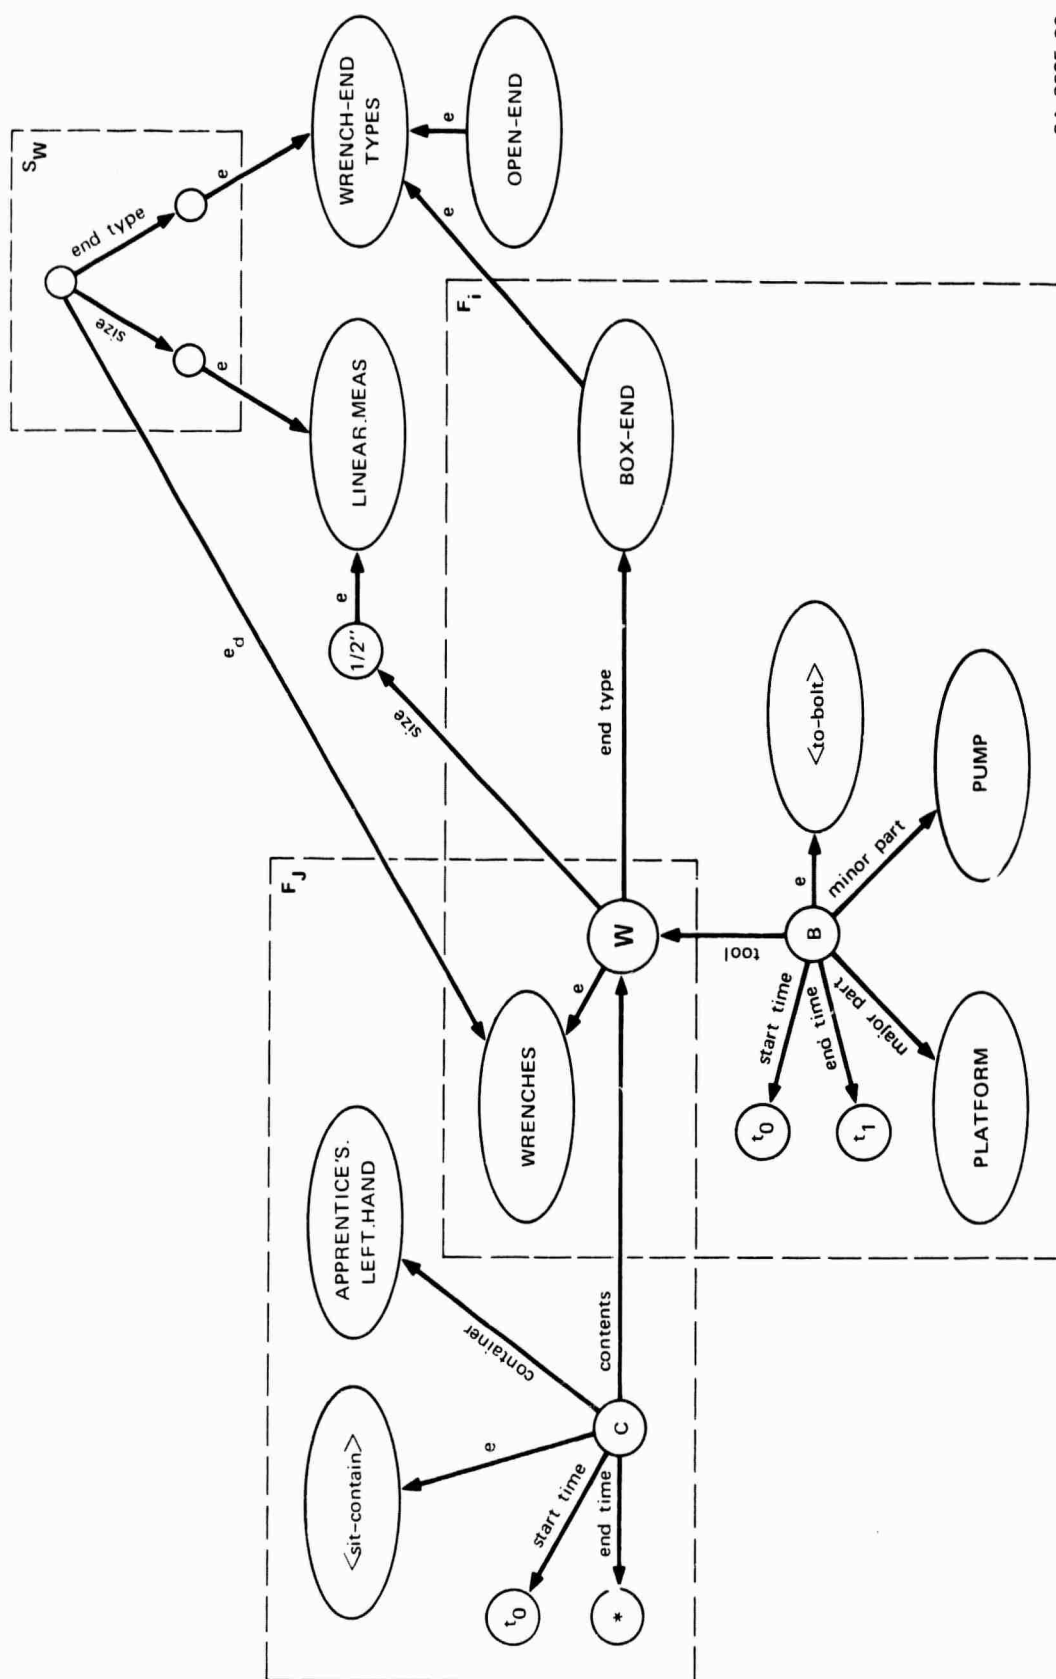 S_W
end type
size
e
e
e_d
WRENCH-END
TYPES
LINEAR.MEAS
e
e
e
OPEN-END
1/2"
F_i
BOX-END
size
end type
F_J
W
e
WRENCHES
APPRENTICE'S.
LEFT.HAND
<sit-contain>
container
e
contents
C
start time
end time
t_0
*
tool
B
e
<to-bolt>
minor part
PUMP
major part
PLATFORM
start time
end time
t_0
t_1